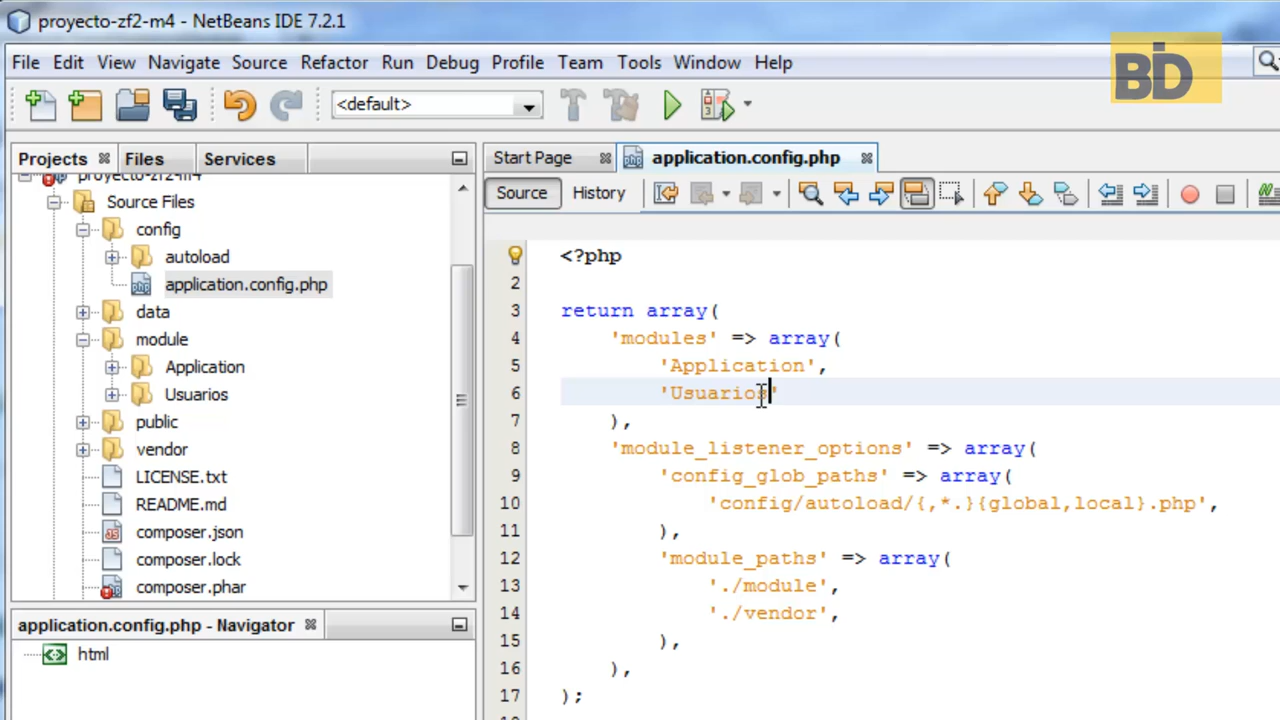 proyecto-zf2-m4 - NetBeans IDE 7.2.1
File Edit View Navigate Source Refactor Run Debug Profile Team Tools Window Help
BD
<default>
Projects Files Services
Start Page application.config.php
proyecto-zf2-m4
Source History
Source Files
config
autoload
application.config.php
data
module
Application
Usuarios
public
vendor
LICENSE.txt
README.md
composer.json
composer.lock
composer.phar
application.config.php - Navigator
html
<?php
2
3 return array(
4 'modules' => array(
5 'Application',
6 'Usuarios'
7 ),
8 'module_listener_options' => array(
9 'config_glob_paths' => array(
10 'config/autoload/{,*.}{global,local}.php',
11 ),
12 'module_paths' => array(
13 './module',
14 './vendor',
15 ),
16 ),
17 );